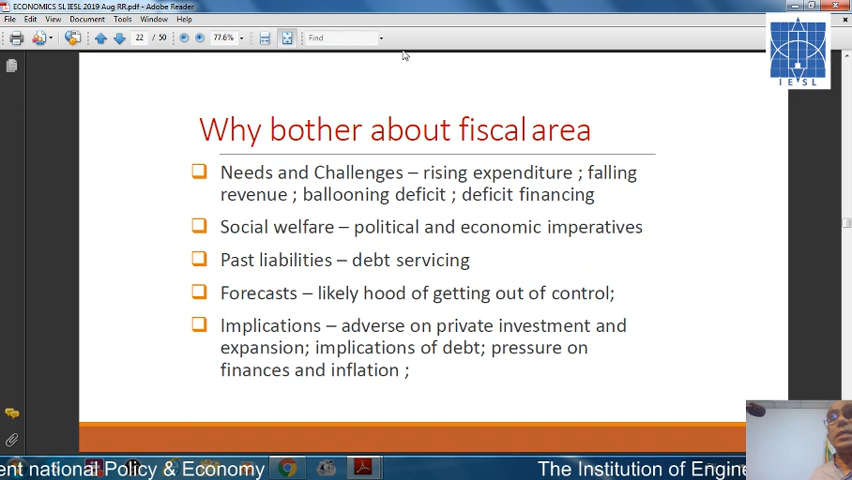 ECONOMICS SL IESL 2019 Aug RR.pdf - Adobe Reader
File Edit View Document Tools Window Help
22 / 50 77.6% Find
IESL
Why bother about fiscal area
Needs and Challenges – rising expenditure ; falling
revenue ; ballooning deficit ; deficit financing
Social welfare – political and economic imperatives
Past liabilities – debt servicing
Forecasts – likely hood of getting out of control;
Implications – adverse on private investment and
expansion; implications of debt; pressure on
finances and inflation ;
ent national Policy & Economy The Institution of Engine